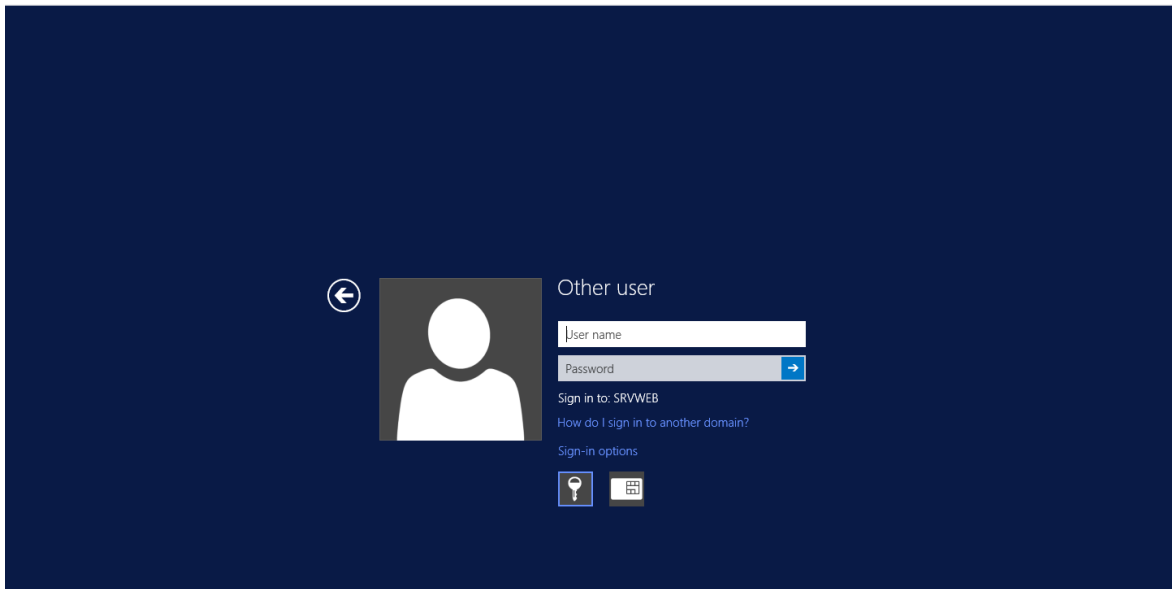 Other user
User name
Password
Sign in to: SRVWEB
How do I sign in to another domain?
Sign-in options